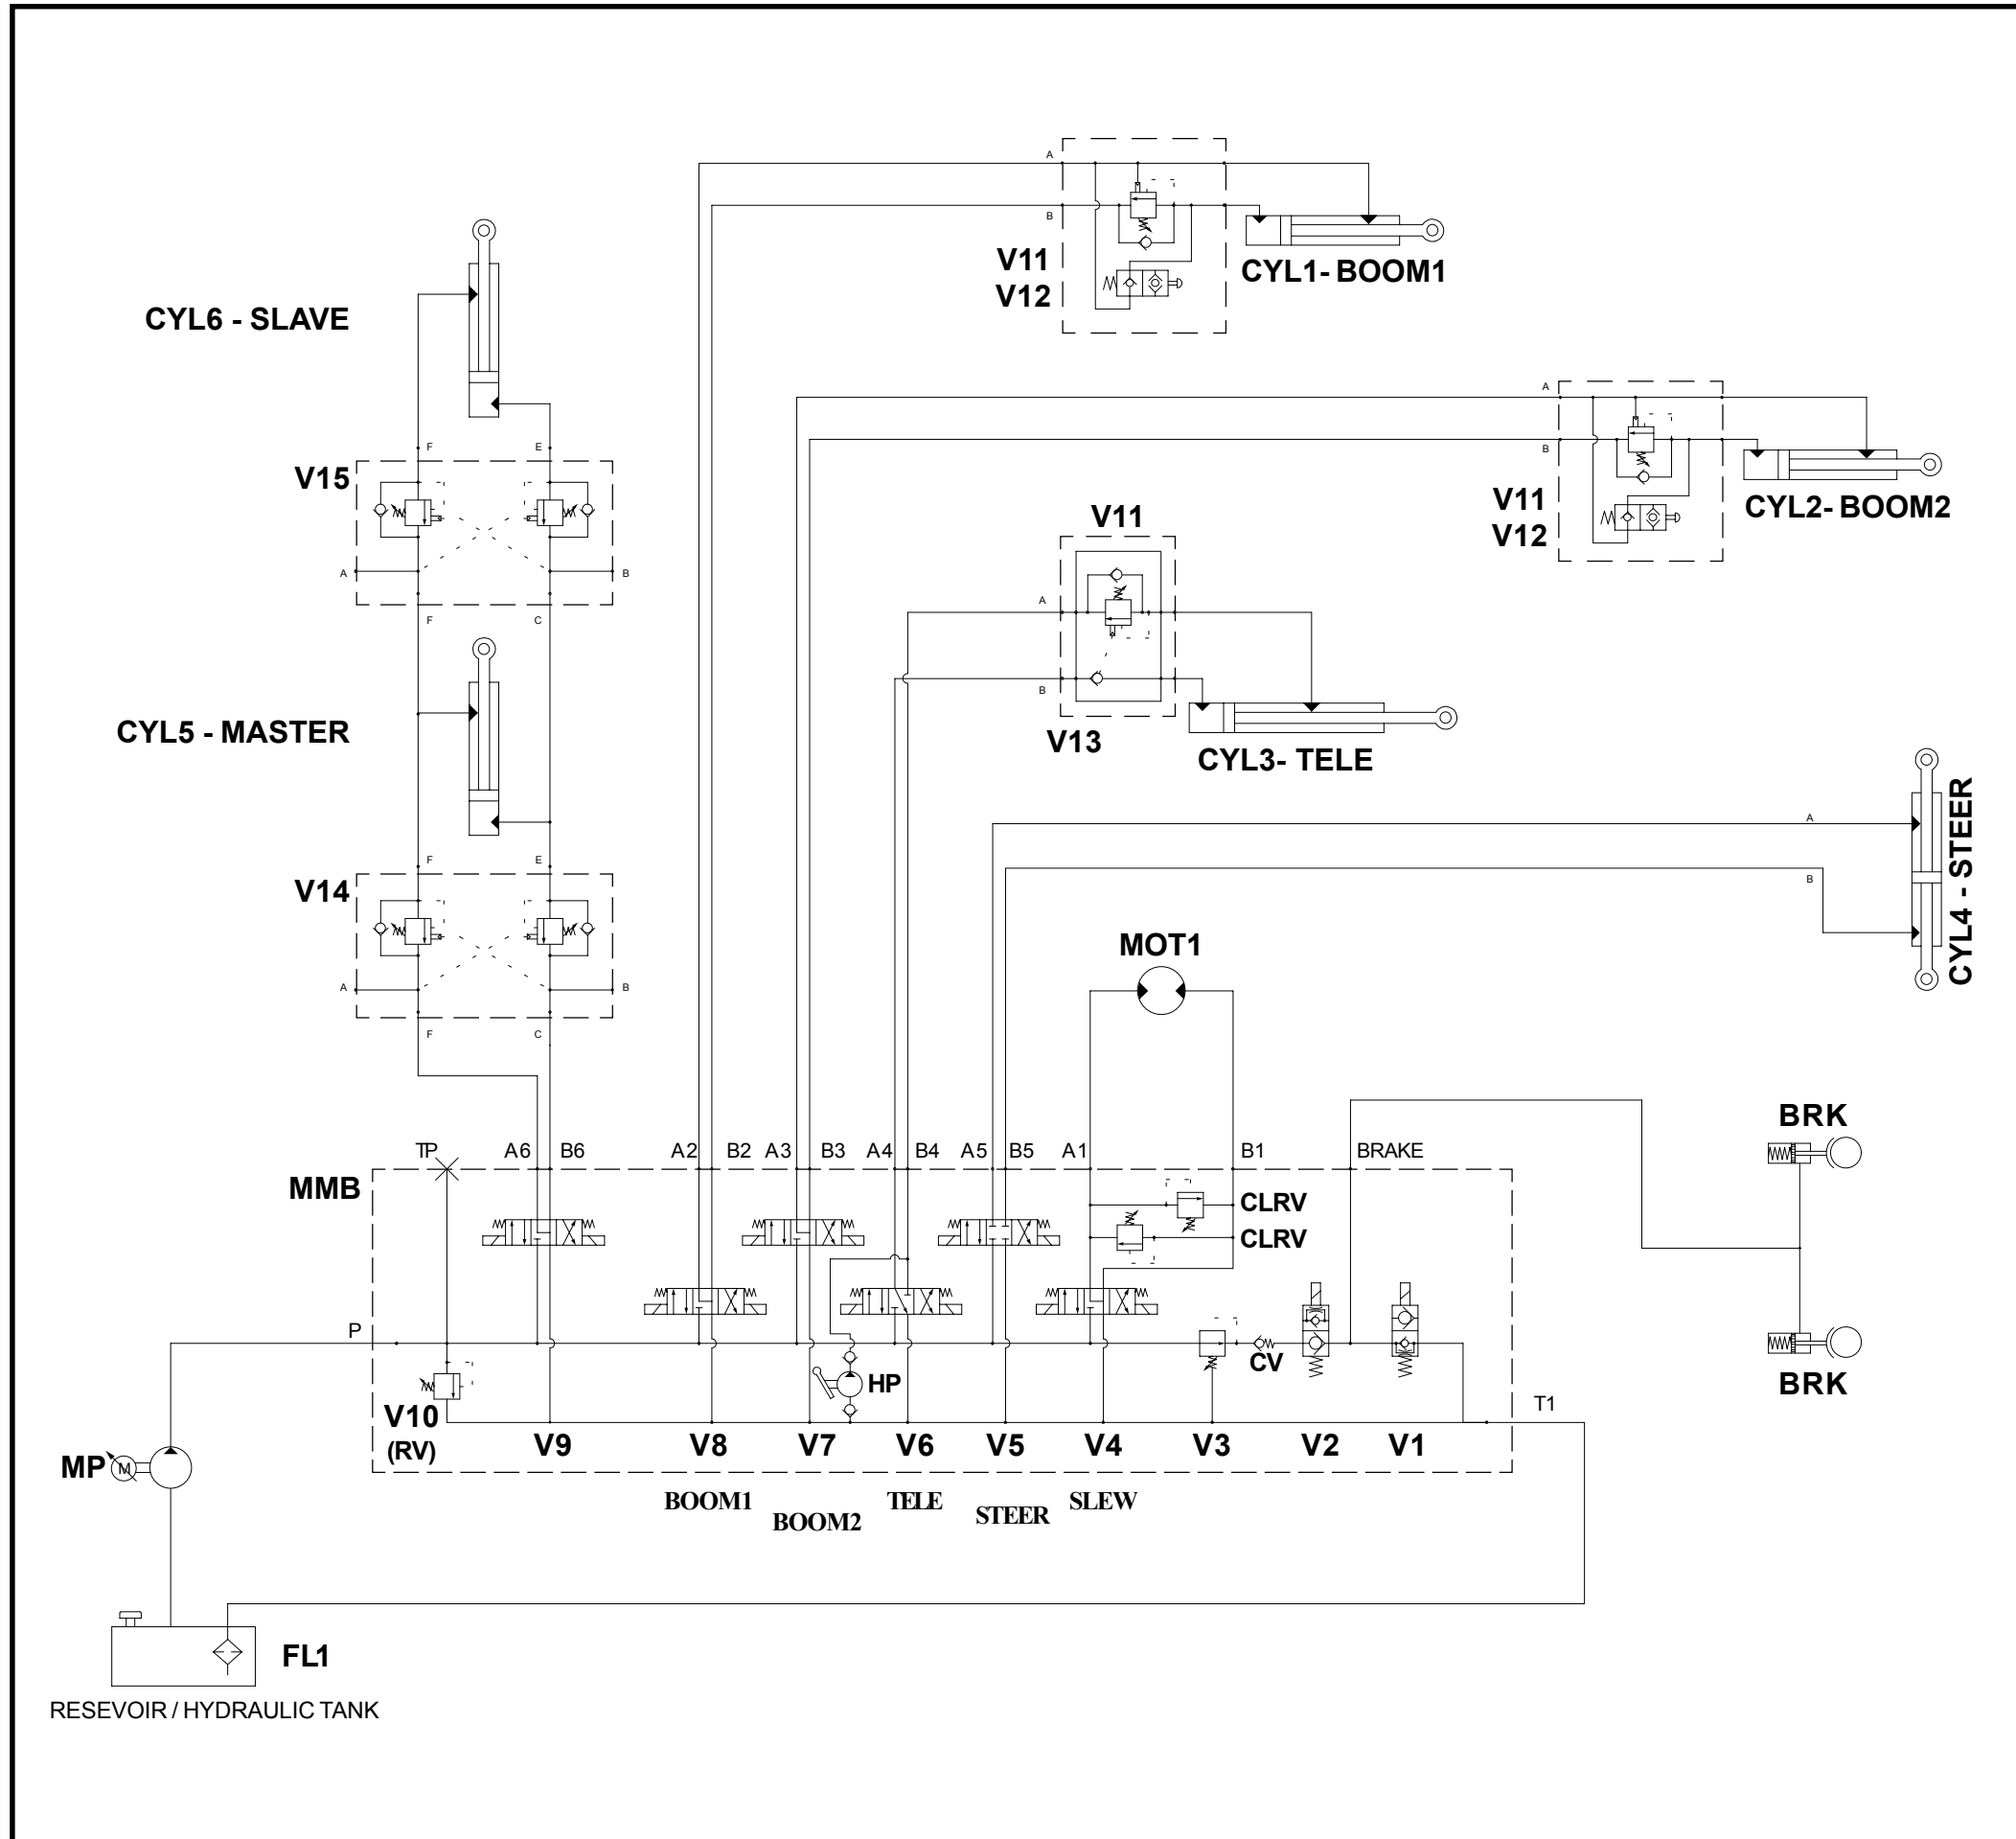 A
B
V11
V12
CYL1- BOOM1
CYL6 - SLAVE
A
B
V11
V12
CYL2- BOOM2
F
E
V15
A
B
F
C
V11
A
B
V13
CYL3- TELE
CYL5 - MASTER
A
B
CYL4 - STEER
F
E
V14
A
B
F
C
MOT1
BRK
BRK
TP
A6
B6
A2
B2
A3
B3
A4
B4
A5
B5
A1
B1
BRAKE
MMB
CLRV
CLRV
P
CV
HP
T1
V10
(RV)
V9
V8
V7
V6
V5
V4
V3
V2
V1
MP
M
BOOM1
BOOM2
TELE
STEER
SLEW
FL1
RESEVOIR / HYDRAULIC TANK